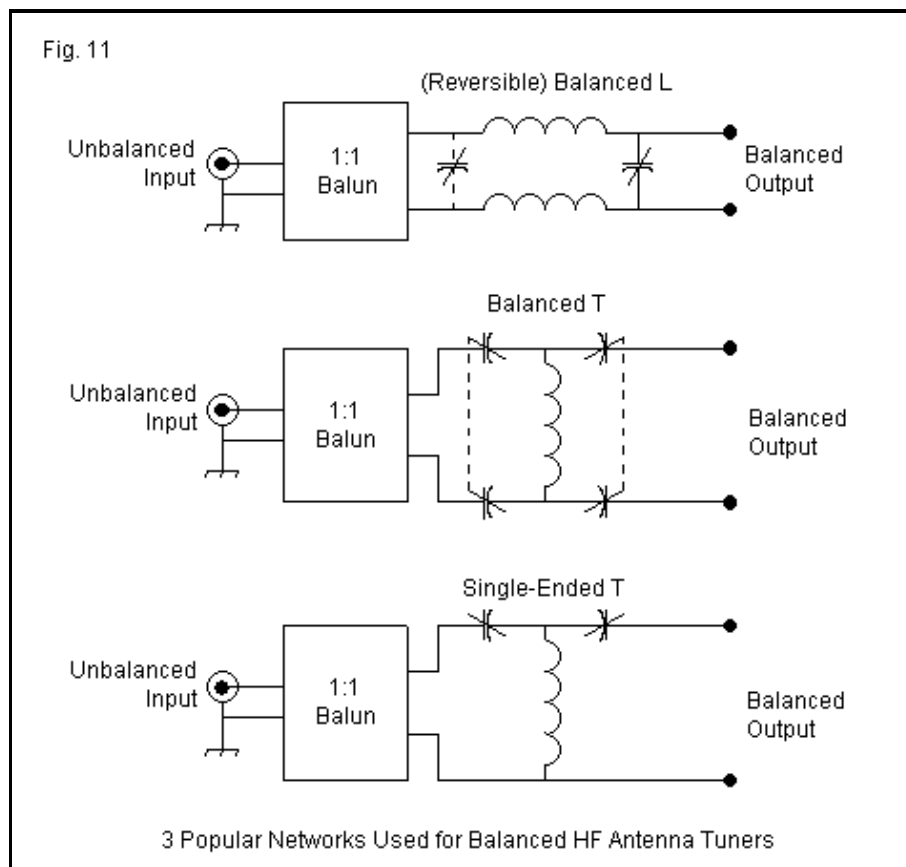 Fig. 11
(Reversible) Balanced L
Unbalanced
Input
1:1
Balun
Balanced
Output
Balanced T
Unbalanced
Input
1:1
Balun
Balanced
Output
Single-Ended T
Unbalanced
Input
1:1
Balun
Balanced
Output
3 Popular Networks Used for Balanced HF Antenna Tuners